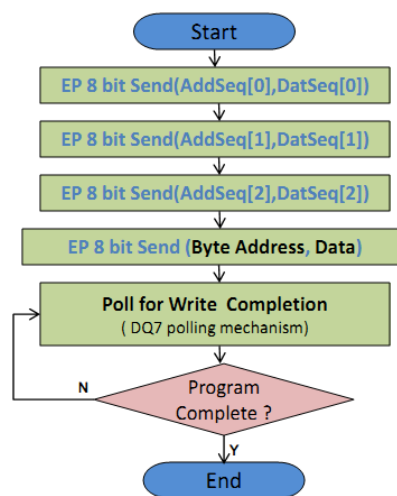 Start
EP 8 bit Send(AddSeq[0],DatSeq[0])
EP 8 bit Send(AddSeq[1],DatSeq[1])
EP 8 bit Send(AddSeq[2],DatSeq[2])
EP 8 bit Send (Byte Address, Data)
Poll for Write Completion
( DQ7 polling mechanism)
N
Program
Complete ?
Y
End